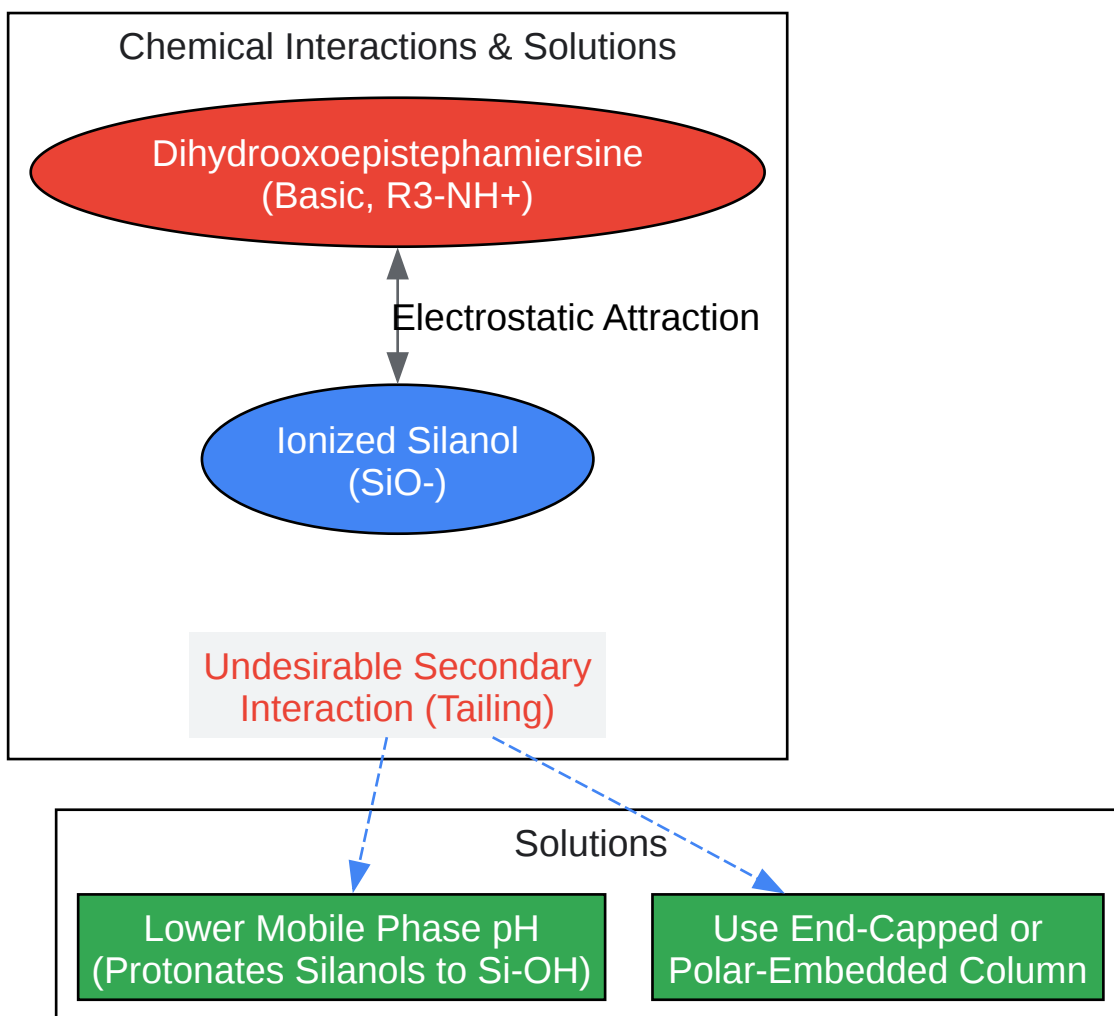 Chemical Interactions & Solutions
Dihydrooxoepistephamiersine
(Basic, R3-NH+)
Electrostatic Attraction
Ionized Silanol
(SiO-)
Undesirable Secondary
Interaction (Tailing)
Solutions
Lower Mobile Phase pH
(Protonates Silanols to Si-OH)
Use End-Capped or
Polar-Embedded Column